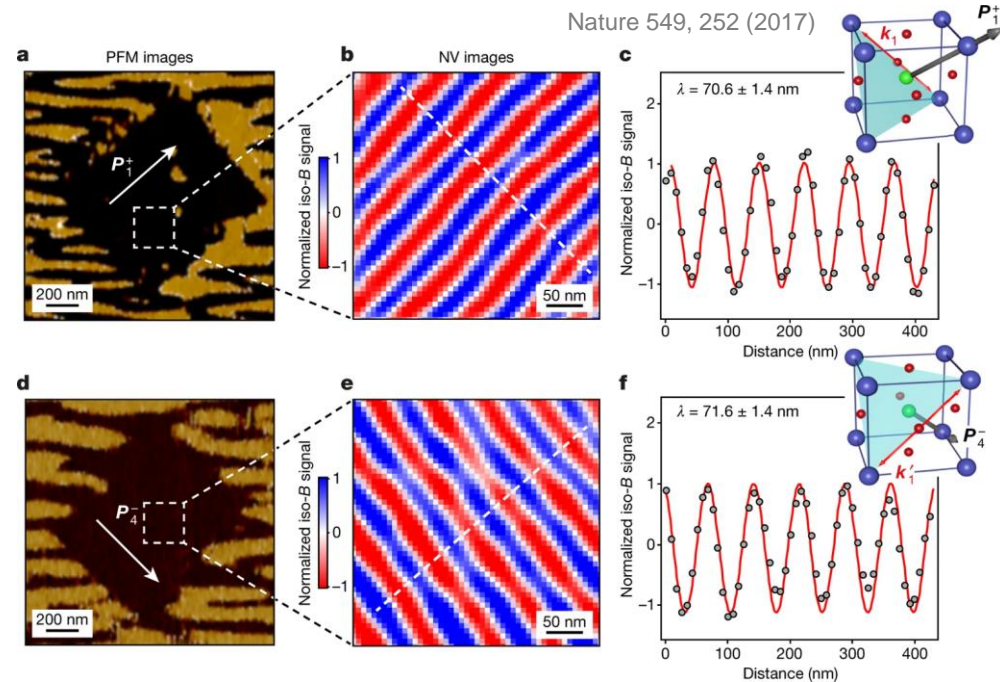 Nature 549, 252 (2017)
a PFM images
P1+
200 nm
b NV images
Normalized iso-B signal
1
0
−1
50 nm
c
λ = 70.6 ± 1.4 nm
Normalized iso-B signal
2
1
0
−1
0 100 200 300 400
Distance (nm)
k1
P1+
d
P4−
200 nm
e
Normalized iso-B signal
1
0
−1
50 nm
f
λ = 71.6 ± 1.4 nm
Normalized iso-B signal
2
1
0
−1
0 100 200 300 400
Distance (nm)
P4−
k′1